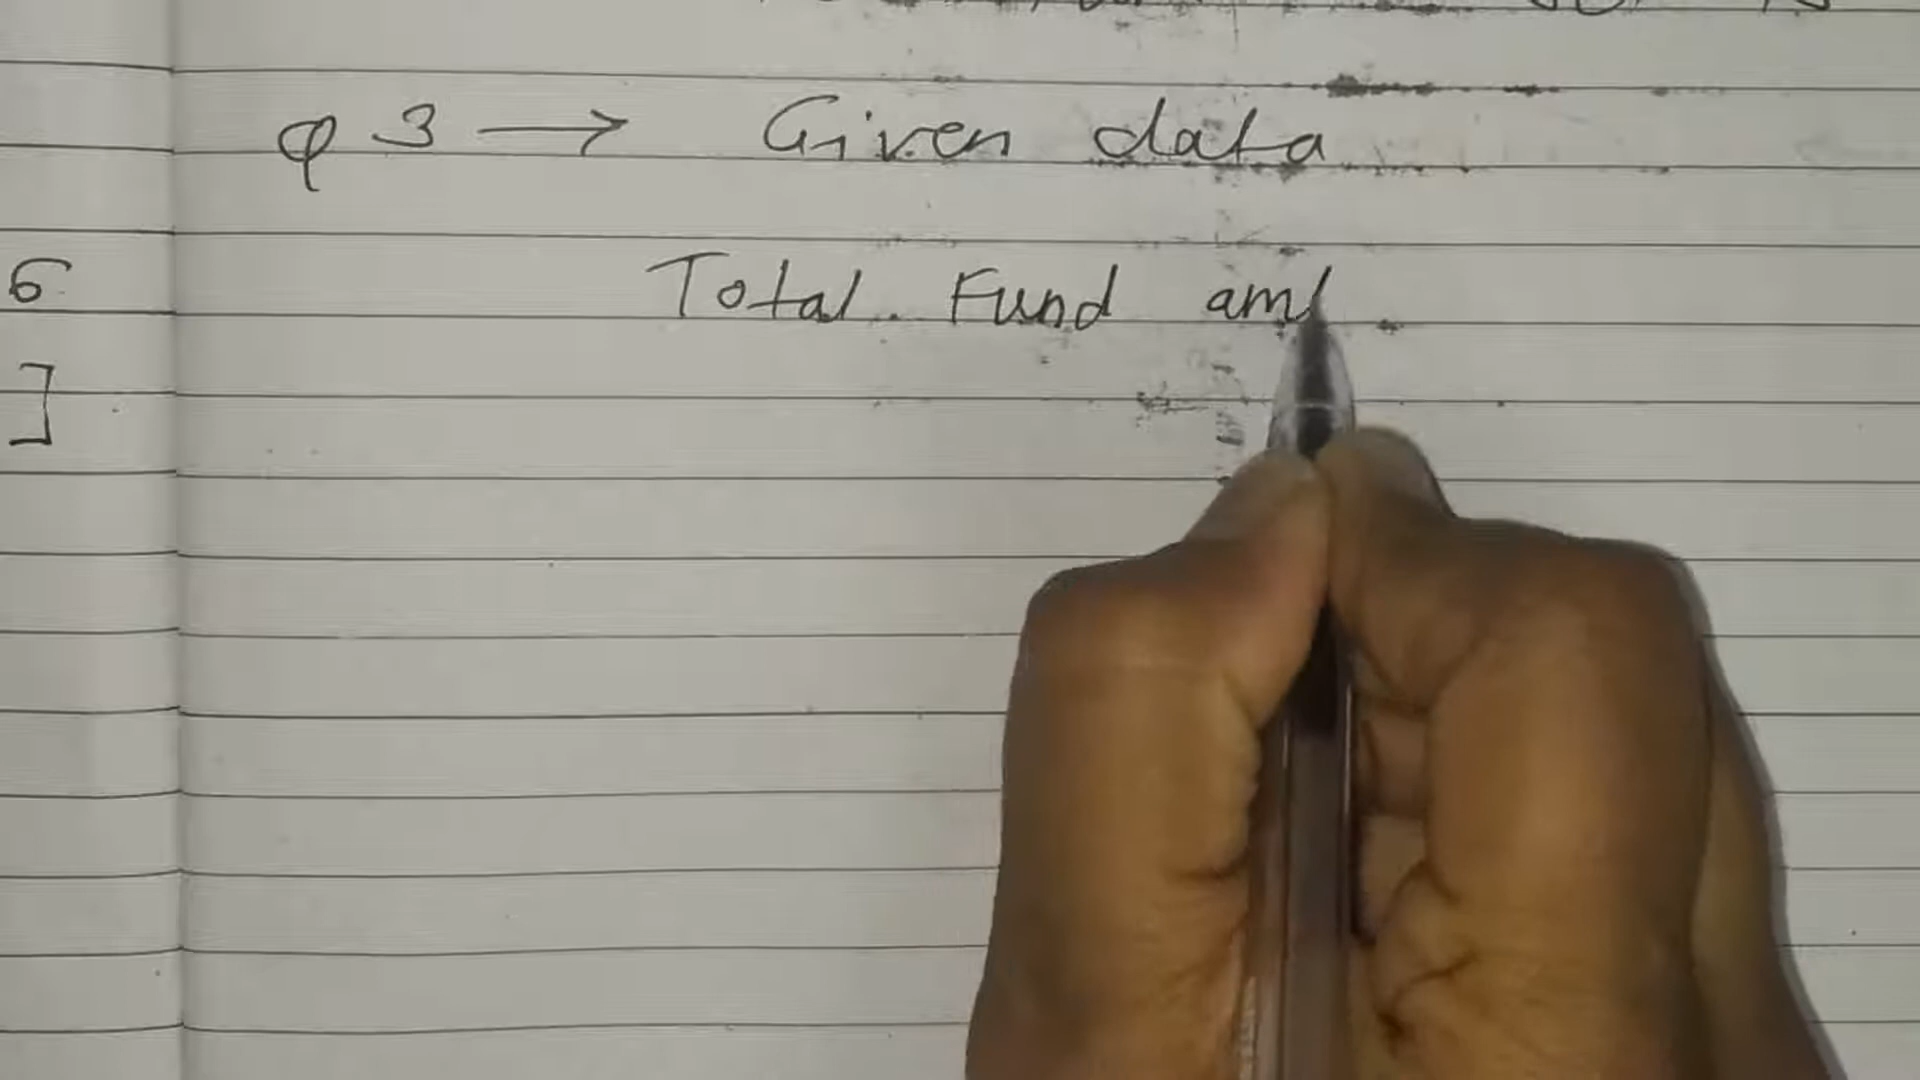 Q 3 → Given data
6
Total Fund amt
]